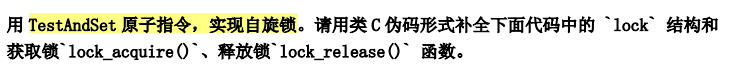 用 TestAndSet 原子指令，实现自旋锁。请用类 C 伪码形式补全下面代码中的 `lock` 结构和
获取锁`lock_acquire()`、释放锁`lock_release()` 函数。